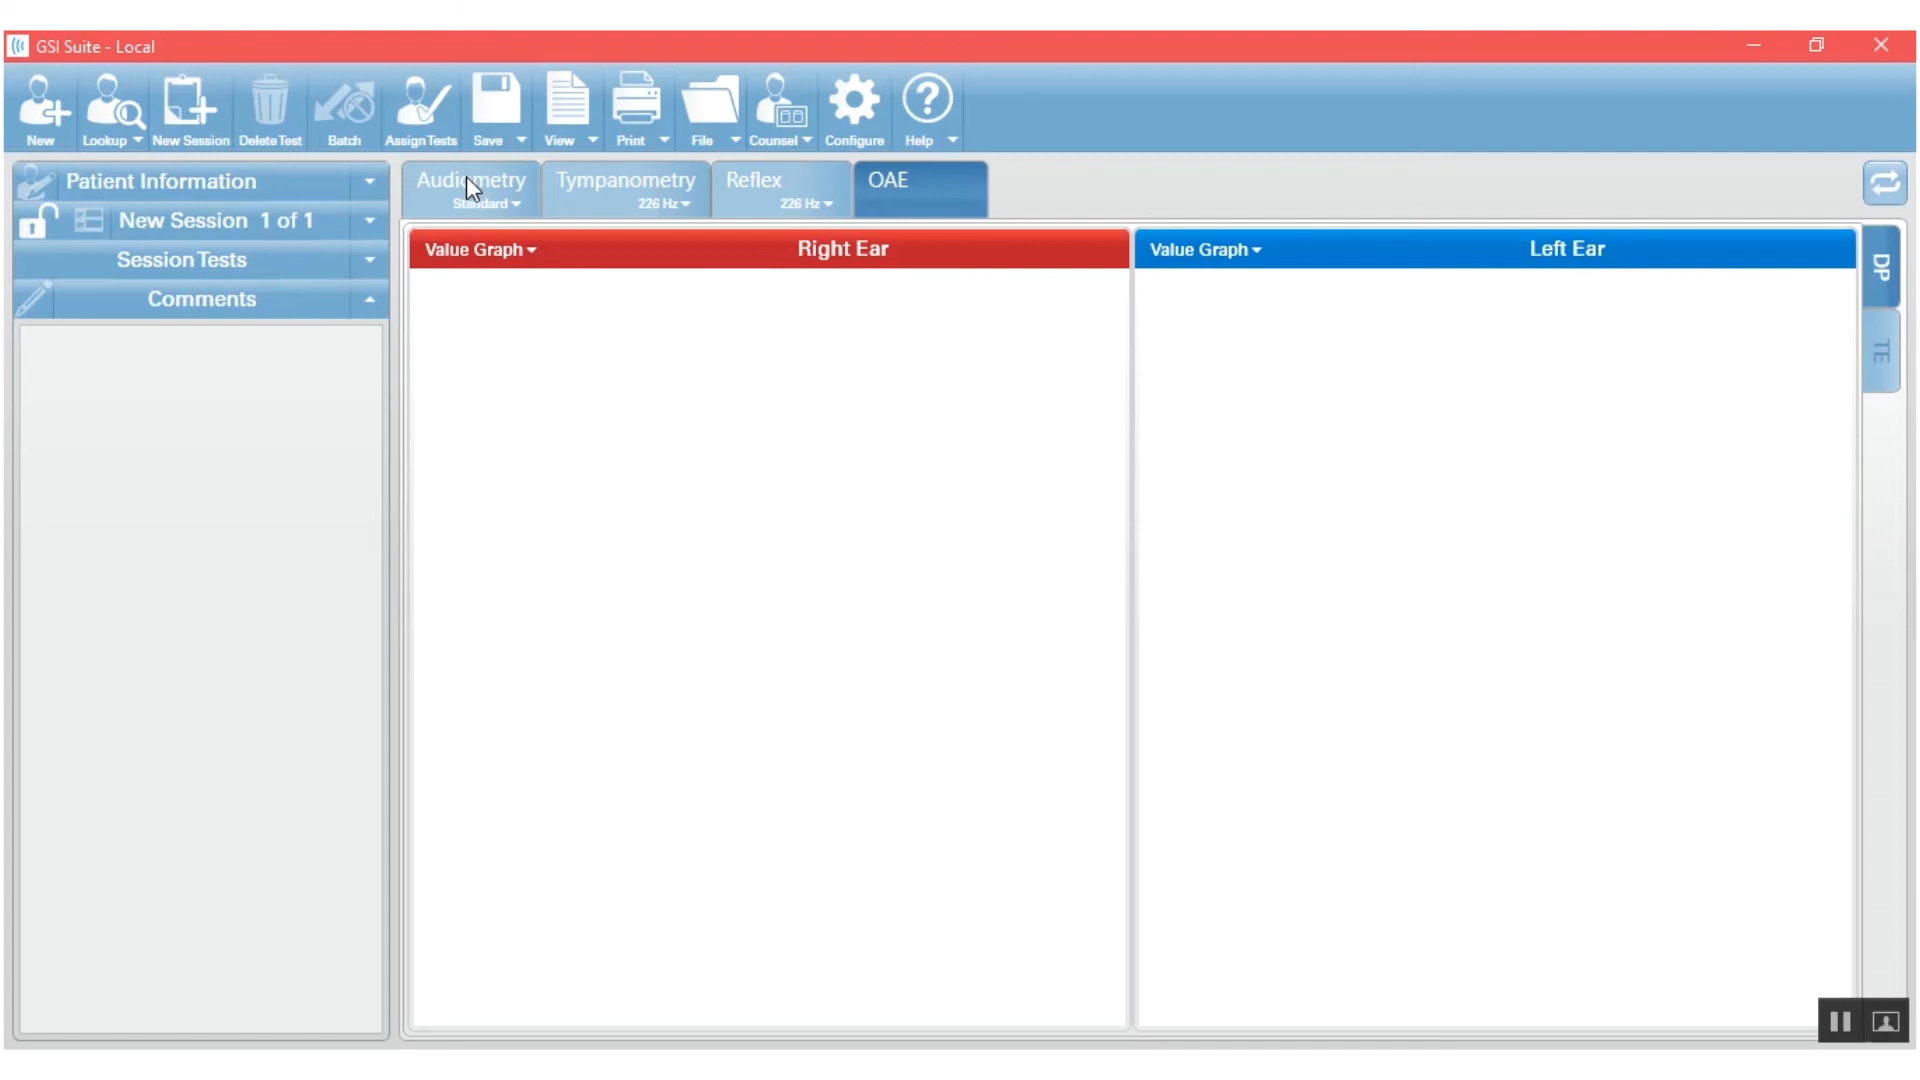 GSI Suite - Local
New
Lookup
New Session
Delete Test
Batch
Assign Tests
Save
View
Print
File
Counsel
Configure
Help
Patient Information
New Session 1 of 1
Session Tests
Comments
Audiometry
Standard
Tympanometry
226 Hz
Reflex
226 Hz
OAE
Value Graph
Right Ear
Value Graph
Left Ear
DP
TE